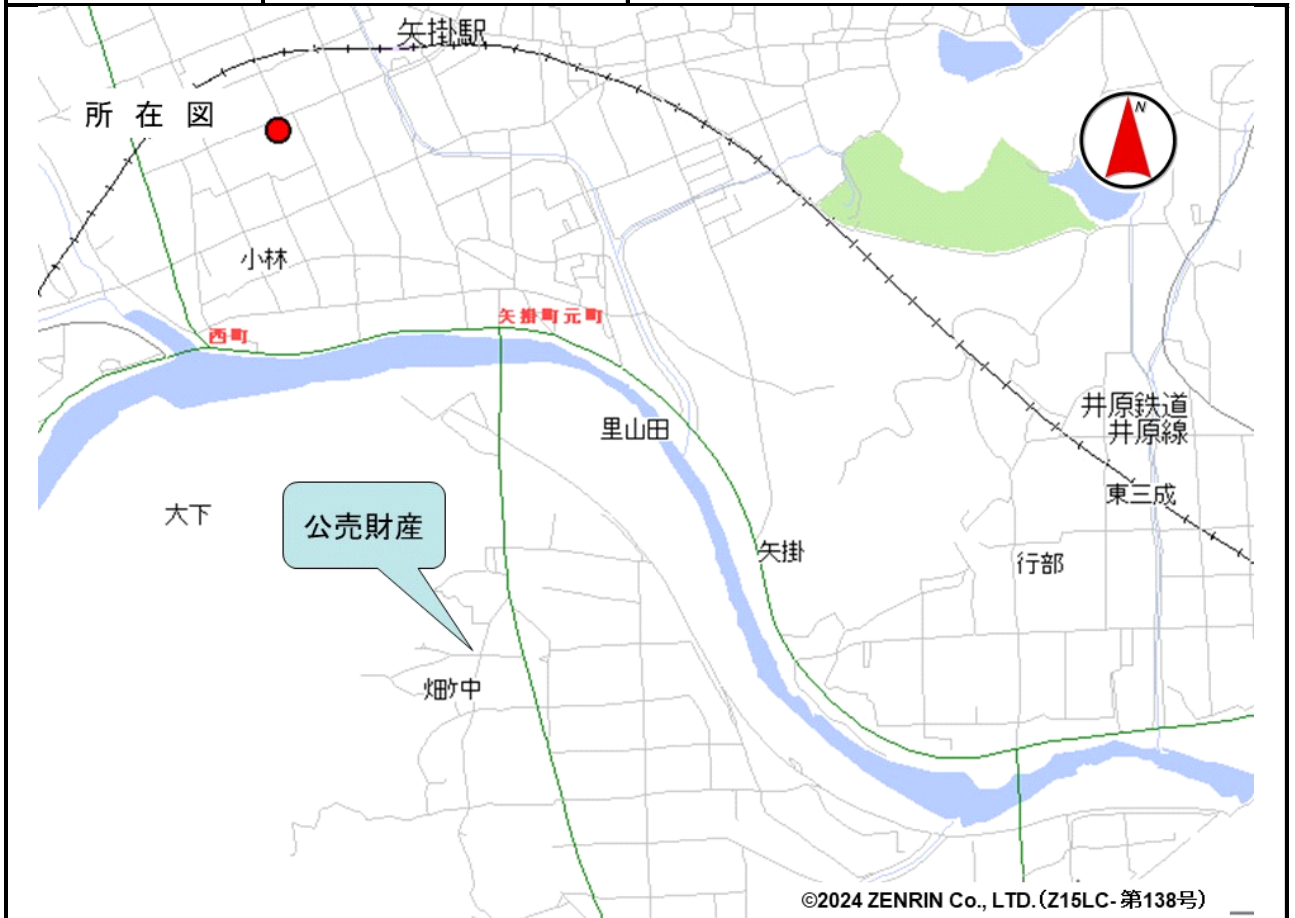 矢掛駅
所在図
N
小林
西町
矢掛町元町
井原鉄道
井原線
里山田
東三成
大下
公売財産
矢掛
行部
畑ケ中
©2024 ZENRIN Co., LTD.(Z15LC-第138号)